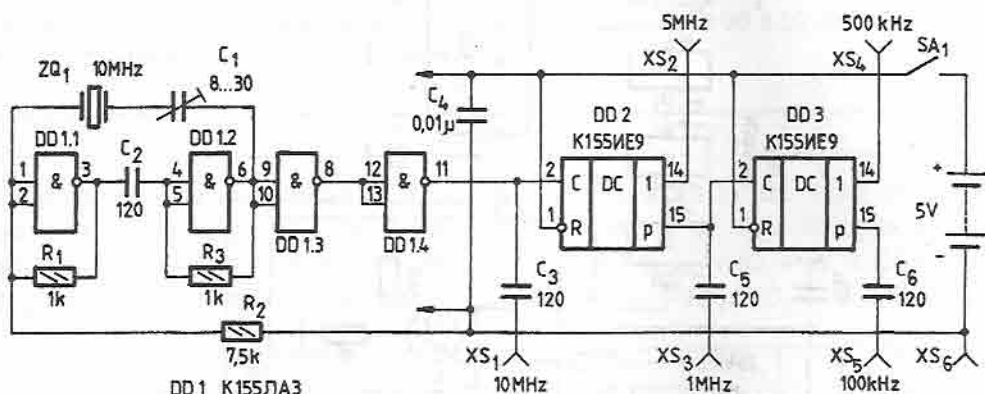 5MHz
500 kHz
XS2
XS4
SA1
ZQ1
10MHz
C1
8...30
C4
0,01µ
DD 2
К155ИЕ9
DD 3
К155ИЕ9
DD 1.1
C2
DD 1.2
1
2
&
3
120
4
5
&
6
9
10
&
8
12
13
&
11
2
C
DC
1
14
1
R
p
15
2
C
DC
1
14
1
R
p
15
+
5V
-
DD 1.3
DD 1.4
R1
1k
R3
1k
R2
7,5k
C3
120
C5
120
C6
120
XS1
10MHz
XS3
1MHz
XS5
100kHz
XS6
DD 1 К155ЛА3